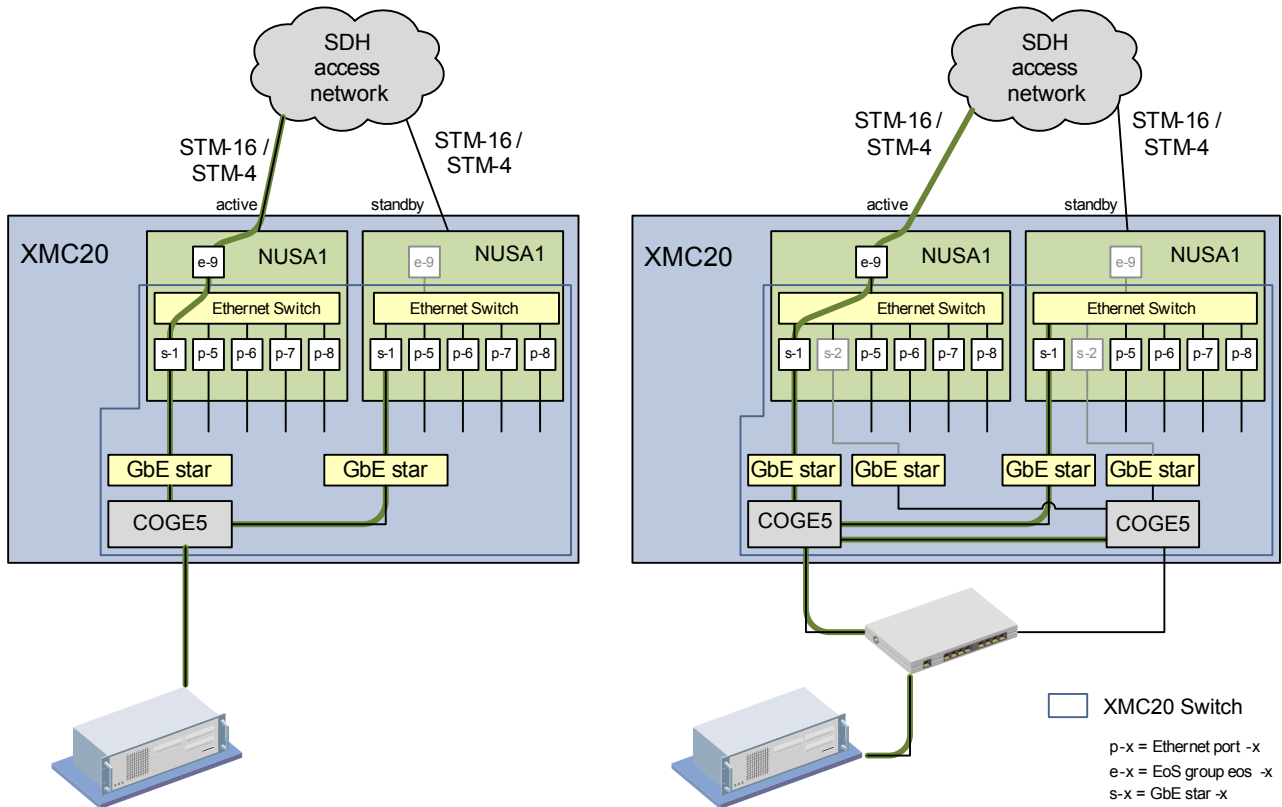 SDH
access
network
STM-16 /
STM-4
STM-16 /
STM-4
active
standby
XMC20
NUSA1
e-9
Ethernet Switch
s-1
p-5
p-6
p-7
p-8
NUSA1
e-9
Ethernet Switch
s-1
p-5
p-6
p-7
p-8
GbE star
GbE star
COGE5
SDH
access
network
STM-16 /
STM-4
STM-16 /
STM-4
active
standby
XMC20
NUSA1
e-9
Ethernet Switch
s-1
s-2
p-5
p-6
p-7
p-8
NUSA1
e-9
Ethernet Switch
s-1
s-2
p-5
p-6
p-7
p-8
GbE star
GbE star
GbE star
GbE star
COGE5
COGE5
XMC20 Switch
p-x = Ethernet port -x
e-x = EoS group eos -x
s-x = GbE star -x